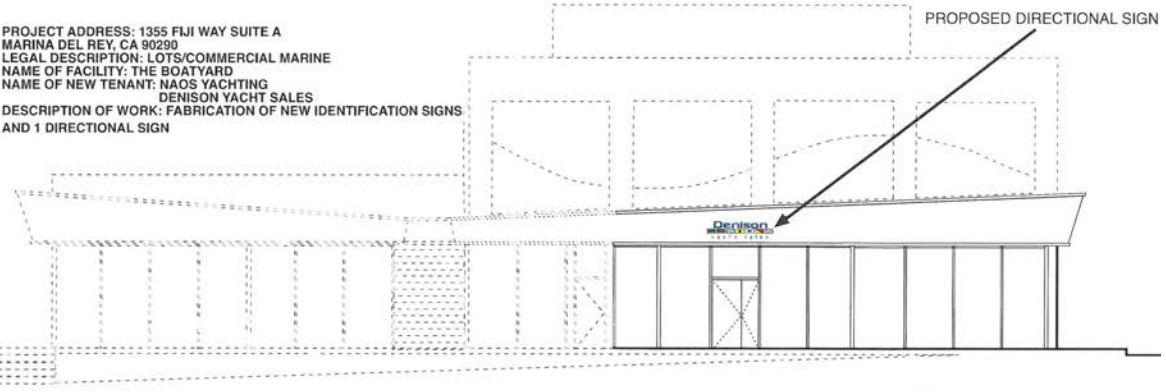 PROJECT ADDRESS: 1355 FIJI WAY SUITE A
MARINA DEL REY, CA 90290
LEGAL DESCRIPTION: LOTS/COMMERCIAL MARINE
NAME OF FACILITY: THE BOATYARD
NAME OF NEW TENANT: NAOS YACHTING
DENISON YACHT SALES
DESCRIPTION OF WORK: FABRICATION OF NEW IDENTIFICATION SIGNS
AND 1 DIRECTIONAL SIGN
PROPOSED DIRECTIONAL SIGN
Denison
yacht sales